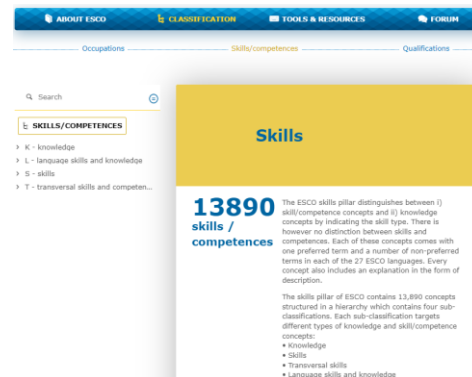 ABOUT ESCO CLASSIFICATION TOOLS & RESOURCES FORUM
Occupations Skills/competences Qualifications
Search
SKILLS/COMPETENCES
K - knowledge
L - language skills and knowledge
S - skills
T - transversal skills and competen...
Skills
13890
skills /
competences
The ESCO skills pillar distinguishes between i)
skill/competence concepts and ii) knowledge
concepts by indicating the skill type. There is
however no distinction between skills and
competences. Each of these concepts comes with
one preferred term and a number of non-preferred
terms in each of the 27 ESCO languages. Every
concept also includes an explanation in the form of
description.
The skills pillar of ESCO contains 13,890 concepts
structured in a hierarchy which contains four sub-
classifications. Each sub-classification targets
different types of knowledge and skill/competence
concepts:
• Knowledge
• Skills
• Transversal skills
• Language skills and knowledge